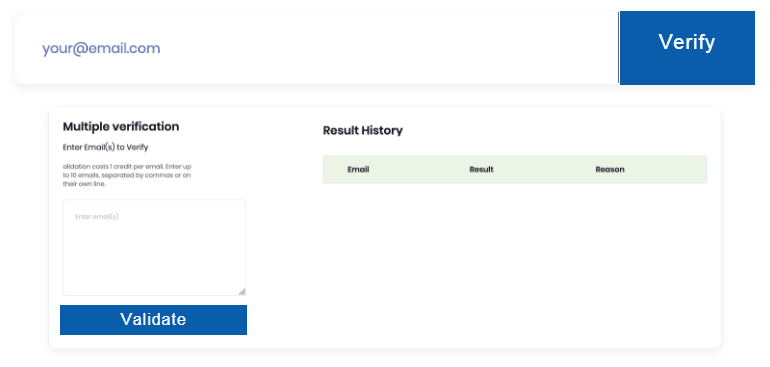 your@email.com
Verify
Multiple verification
Enter Email(s) to Verify
alidation costs 1 credit per email. Enter up
to 10 emails, separated by commas or on
their own line.
Enter email(s)
Validate
Result History
Email Result Reason